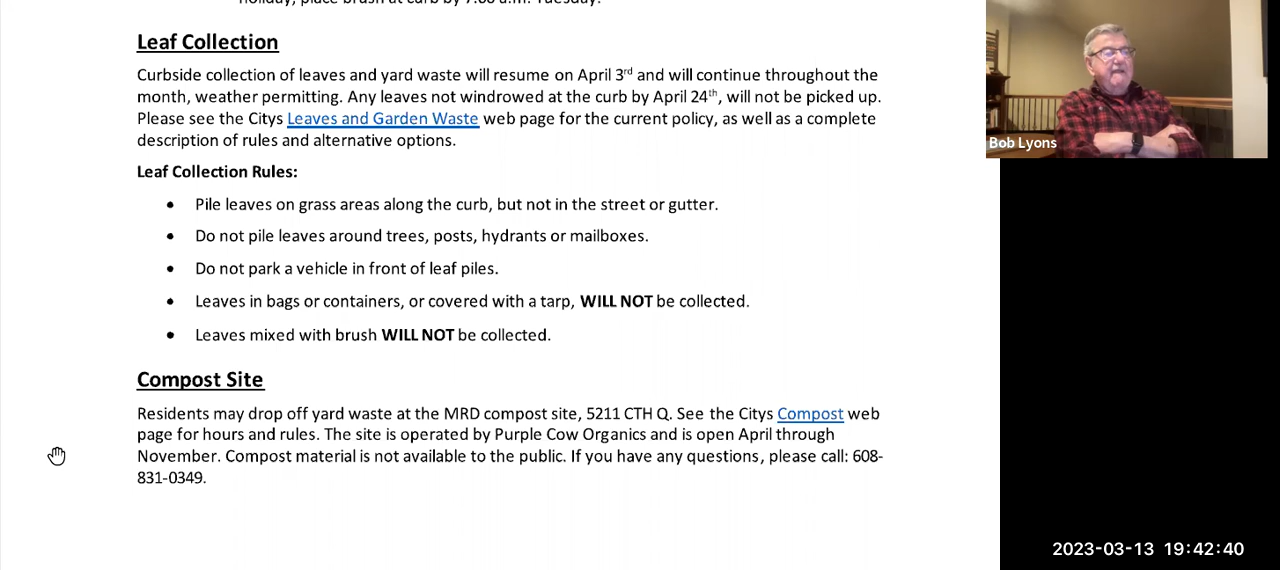 holiday, place brush at curb by 7:00 a.m. Tuesday.
Leaf Collection
Curbside collection of leaves and yard waste will resume on April 3rd and will continue throughout the
month, weather permitting. Any leaves not windrowed at the curb by April 24th, will not be picked up.
Please see the Citys Leaves and Garden Waste web page for the current policy, as well as a complete
description of rules and alternative options.
Leaf Collection Rules:
• Pile leaves on grass areas along the curb, but not in the street or gutter.
• Do not pile leaves around trees, posts, hydrants or mailboxes.
• Do not park a vehicle in front of leaf piles.
• Leaves in bags or containers, or covered with a tarp, WILL NOT be collected.
• Leaves mixed with brush WILL NOT be collected.
Compost Site
Residents may drop off yard waste at the MRD compost site, 5211 CTH Q. See the Citys Compost web
page for hours and rules. The site is operated by Purple Cow Organics and is open April through
November. Compost material is not available to the public. If you have any questions, please call: 608-
831-0349.
Bob Lyons
2023-03-13 19:42:40